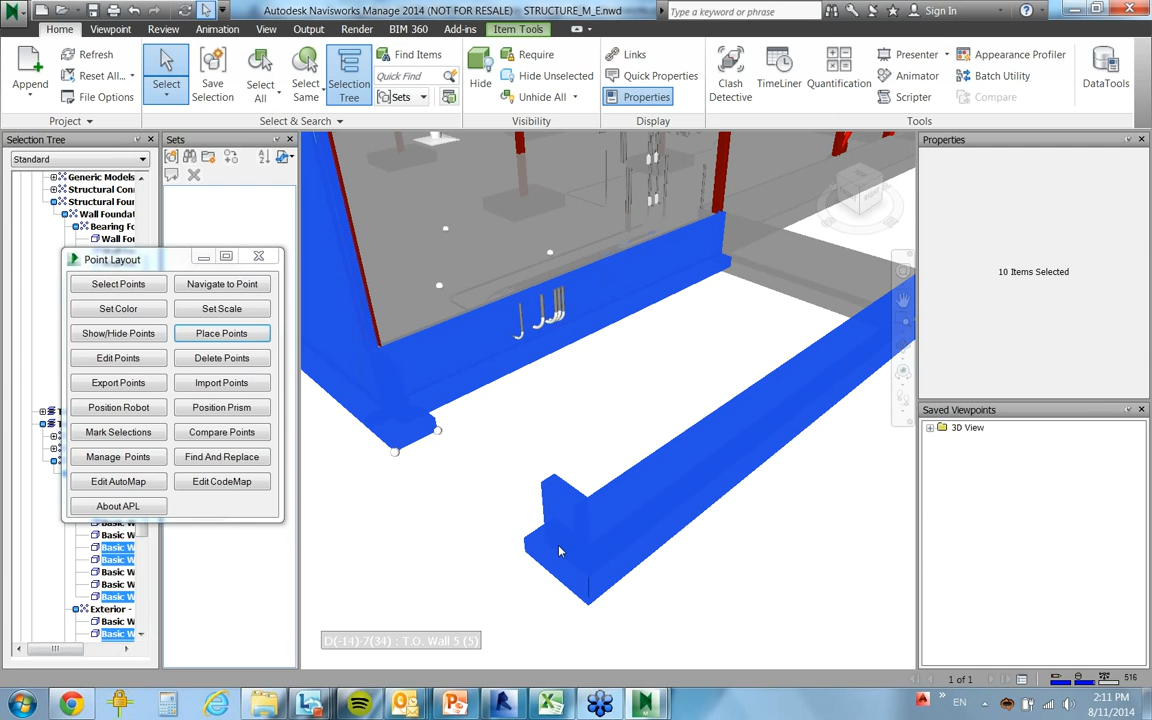 Autodesk Navisworks Manage 2014 (NOT FOR RESALE) STRUCTURE_M_E.nwd
Type a keyword or phrase
Sign In
Home Viewpoint Review Animation View Output Render BIM 360 Add-ins Item Tools
Append
Refresh
Reset All...
File Options
Project
Select
Save Selection
Select All
Select Same
Selection Tree
Find Items
Quick Find
Sets
Select & Search
Hide
Require
Hide Unselected
Unhide All
Visibility
Links
Quick Properties
Properties
Display
Clash Detective
TimeLiner
Quantification
Presenter
Animator
Scripter
Appearance Profiler
Batch Utility
Compare
Tools
DataTools
Selection Tree
Standard
Generic Models
Structural Con
Structural Four
Wall Founda
Bearing Fo
Wall Fou
Sets
Point Layout
Select Points Navigate to Point
Set Color Set Scale
Show/Hide Points Place Points
Edit Points Delete Points
Export Points Import Points
Position Robot Position Prism
Mark Selections Compare Points
Manage Points Find And Replace
Edit AutoMap Edit CodeMap
About APL
Basic W
Basic W
Basic W
Basic W
Basic W
Basic W
Exterior -
Basic W
Basic W
D(-14)-7(34) : T.O. Wall 5 (5)
Properties
10 Items Selected
Saved Viewpoints
3D View
1 of 1
516
EN
2:11 PM
8/11/2014